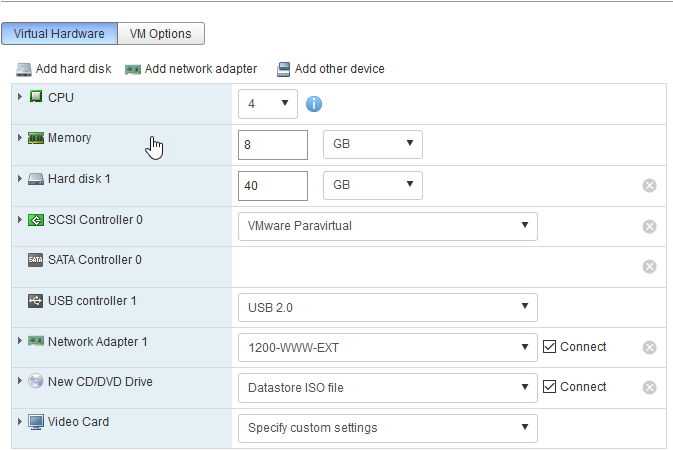 Virtual Hardware VM Options
Add hard disk Add network adapter Add other device
CPU 4
Memory 8 GB
Hard disk 1 40 GB
SCSI Controller 0 VMware Paravirtual
SATA SATA Controller 0
USB controller 1 USB 2.0
Network Adapter 1 1200-WWW-EXT Connect
New CD/DVD Drive Datastore ISO file Connect
Video Card Specify custom settings